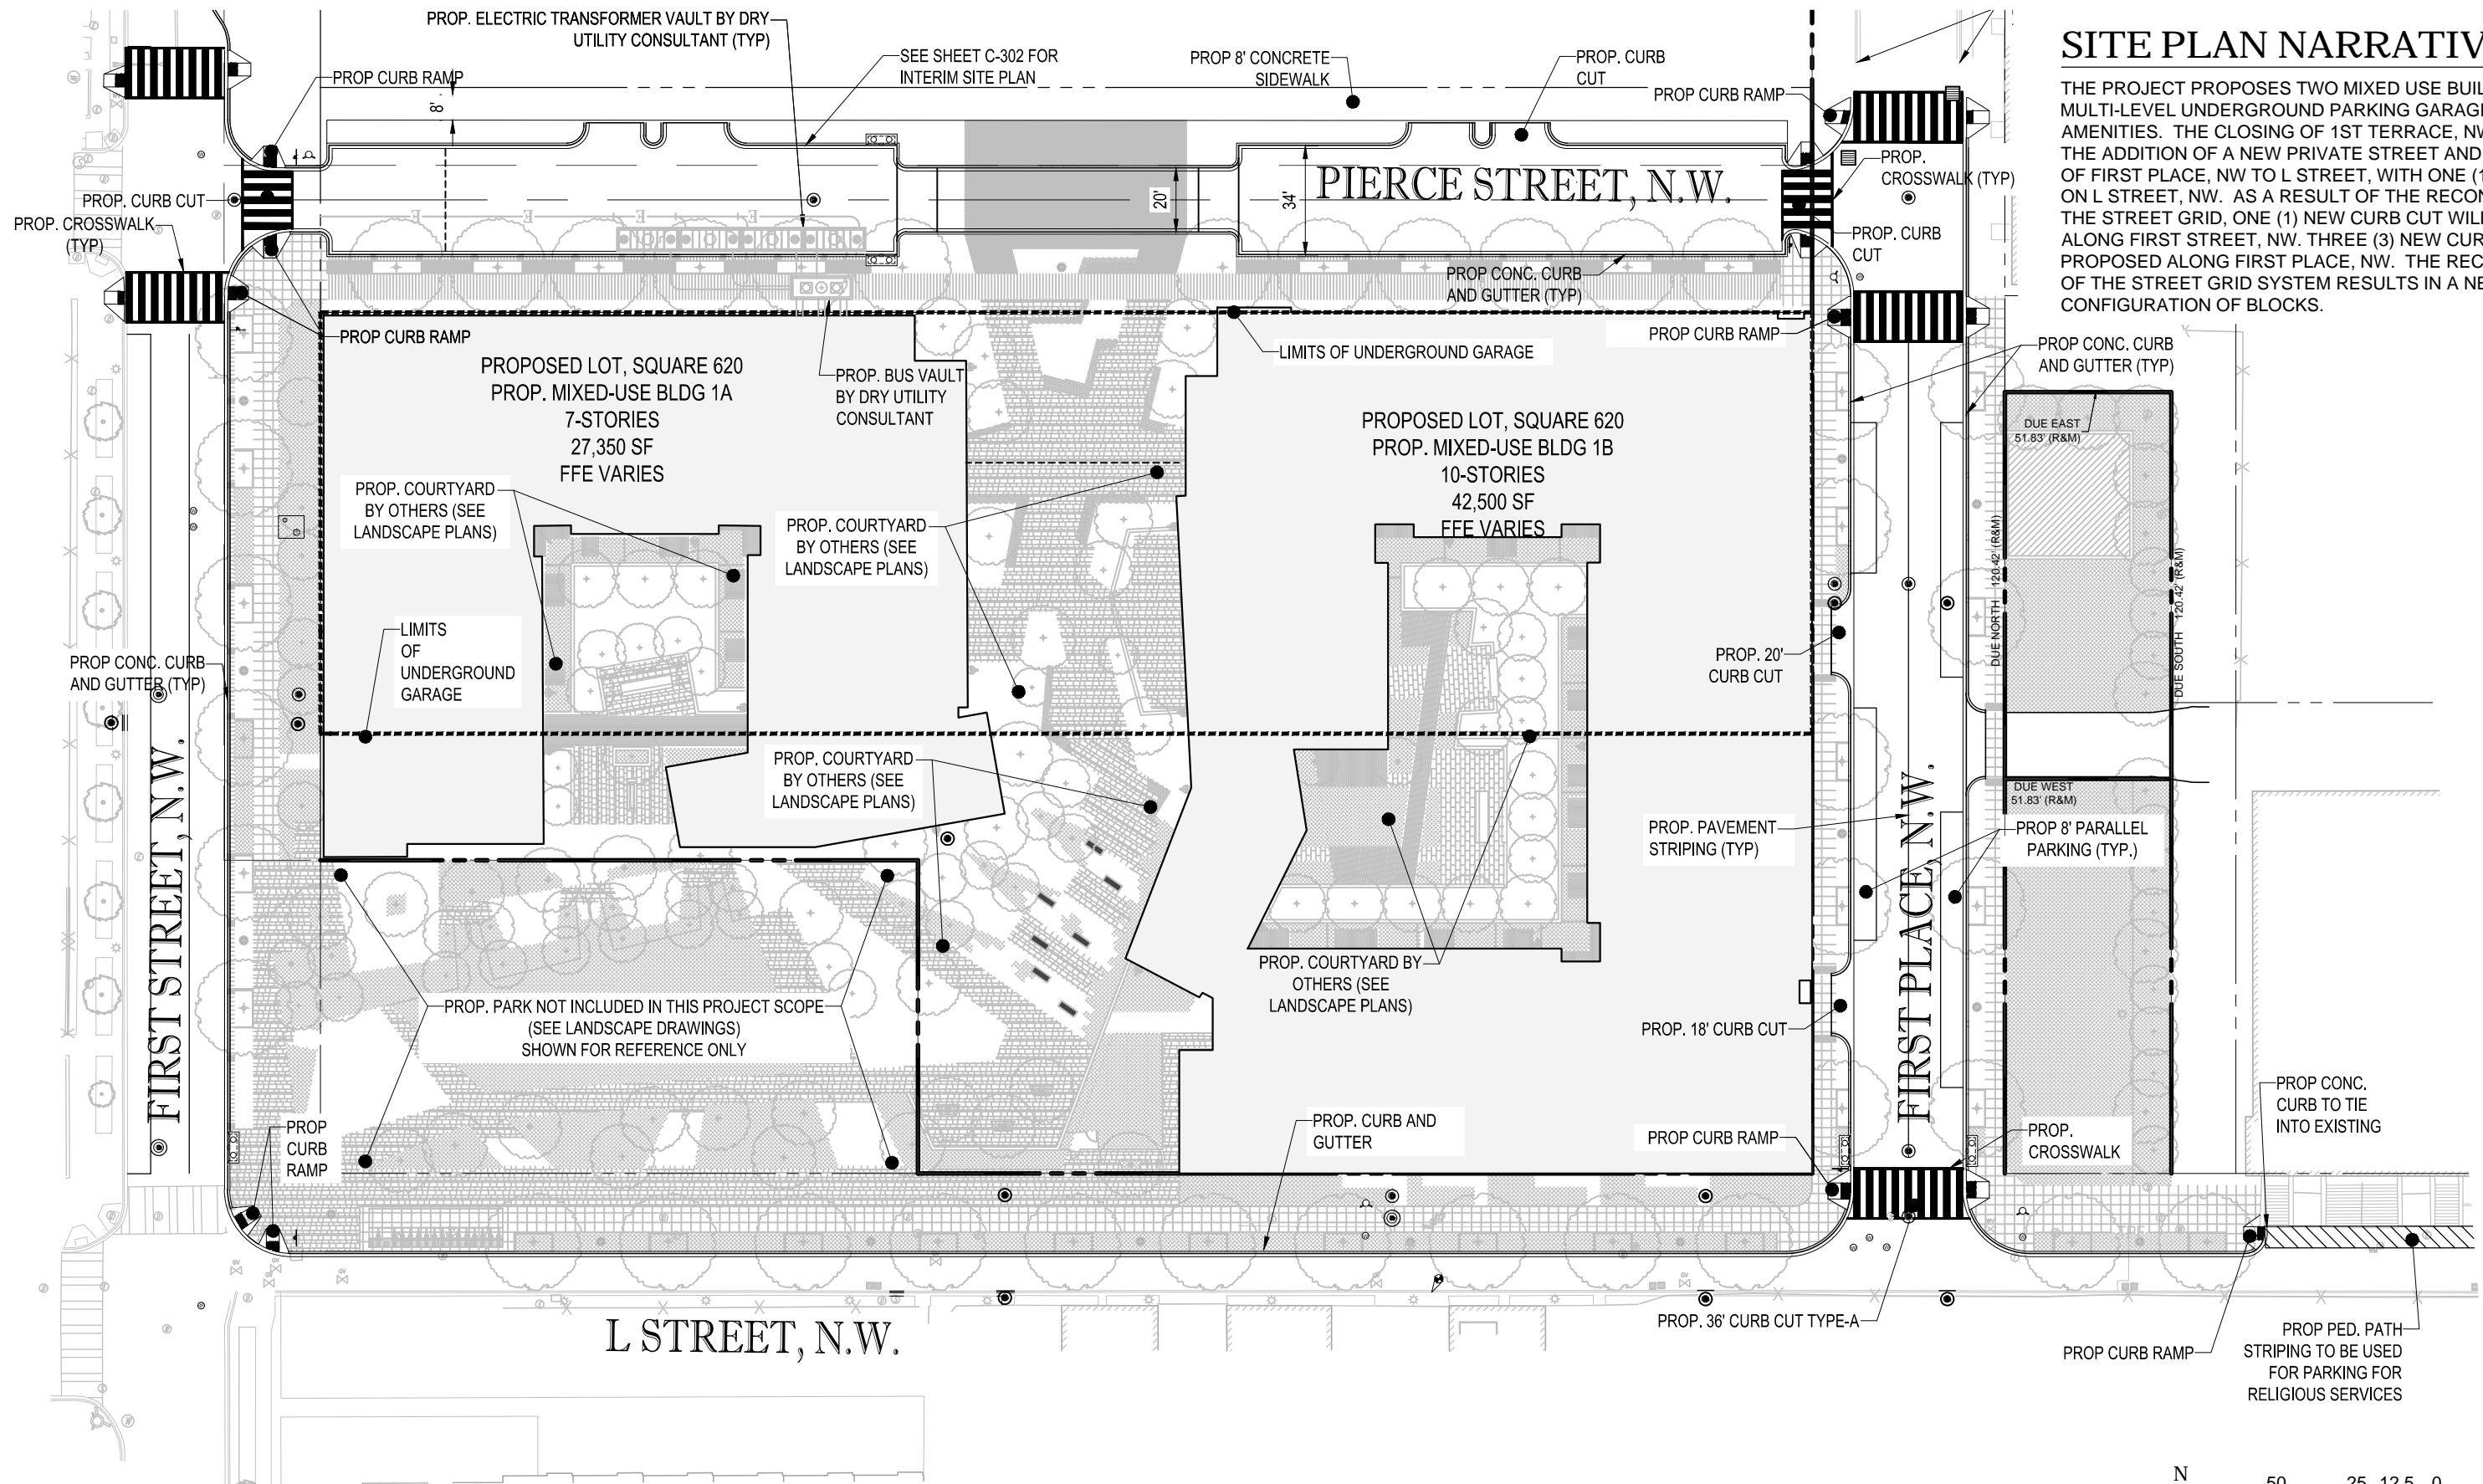 PROP. ELECTRIC TRANSFORMER VAULT BY DRY
UTILITY CONSULTANT (TYP)
SEE SHEET C-302 FOR
INTERIM SITE PLAN
PROP 8' CONCRETE
SIDEWALK
PROP. CURB
CUT
PROP CURB RAMP
PROP CURB RAMP
8'
SITE PLAN NARRATIV
THE PROJECT PROPOSES TWO MIXED USE BUIL
MULTI-LEVEL UNDERGROUND PARKING GARAG
AMENITIES. THE CLOSING OF 1ST TERRACE, NW
THE ADDITION OF A NEW PRIVATE STREET AND
OF FIRST PLACE, NW TO L STREET, WITH ONE (1
ON L STREET, NW. AS A RESULT OF THE RECON
THE STREET GRID, ONE (1) NEW CURB CUT WILL
ALONG FIRST STREET, NW. THREE (3) NEW CUR
PROPOSED ALONG FIRST PLACE, NW. THE REC
OF THE STREET GRID SYSTEM RESULTS IN A NE
CONFIGURATION OF BLOCKS.
PROP. CURB CUT
PROP. CROSSWALK
(TYP)
20'
34'
PIERCE STREET, N.W.
PROP.
CROSSWALK (TYP)
PROP. CURB
CUT
PROP CONC. CURB
AND GUTTER (TYP)
PROP CURB RAMP
PROP CURB RAMP
LIMITS OF UNDERGROUND GARAGE
PROP CONC. CURB
AND GUTTER (TYP)
PROPOSED LOT, SQUARE 620
PROP. MIXED-USE BLDG 1A
7-STORIES
27,350 SF
FFE VARIES
PROP. BUS VAULT
BY DRY UTILITY
CONSULTANT
PROPOSED LOT, SQUARE 620
PROP. MIXED-USE BLDG 1B
10-STORIES
42,500 SF
FFE VARIES
DUE EAST
51.83' (R&M)
PROP. COURTYARD
BY OTHERS (SEE
LANDSCAPE PLANS)
PROP. COURTYARD
BY OTHERS (SEE
LANDSCAPE PLANS)
DUE NORTH 120.42' (R&M)
DUE SOUTH 120.42' (R&M)
LIMITS
OF
UNDERGROUND
GARAGE
PROP CONC. CURB
AND GUTTER (TYP)
PROP. 20'
CURB CUT
PROP. COURTYARD
BY OTHERS (SEE
LANDSCAPE PLANS)
DUE WEST
51.83' (R&M)
FIRST STREET, N.W.
FIRST PLACE, N.W.
PROP. PAVEMENT
STRIPING (TYP)
PROP 8' PARALLEL
PARKING (TYP.)
PROP. COURTYARD BY
OTHERS (SEE
LANDSCAPE PLANS)
PROP. PARK NOT INCLUDED IN THIS PROJECT SCOPE
(SEE LANDSCAPE DRAWINGS)
SHOWN FOR REFERENCE ONLY
PROP. 18' CURB CUT
PROP
CURB
RAMP
PROP. CURB AND
GUTTER
PROP CURB RAMP
PROP.
CROSSWALK
PROP CONC.
CURB TO TIE
INTO EXISTING
L STREET, N.W.
PROP. 36' CURB CUT TYPE-A
PROP CURB RAMP
PROP PED. PATH
STRIPING TO BE USED
FOR PARKING FOR
RELIGIOUS SERVICES
N
50 25 12.5 0